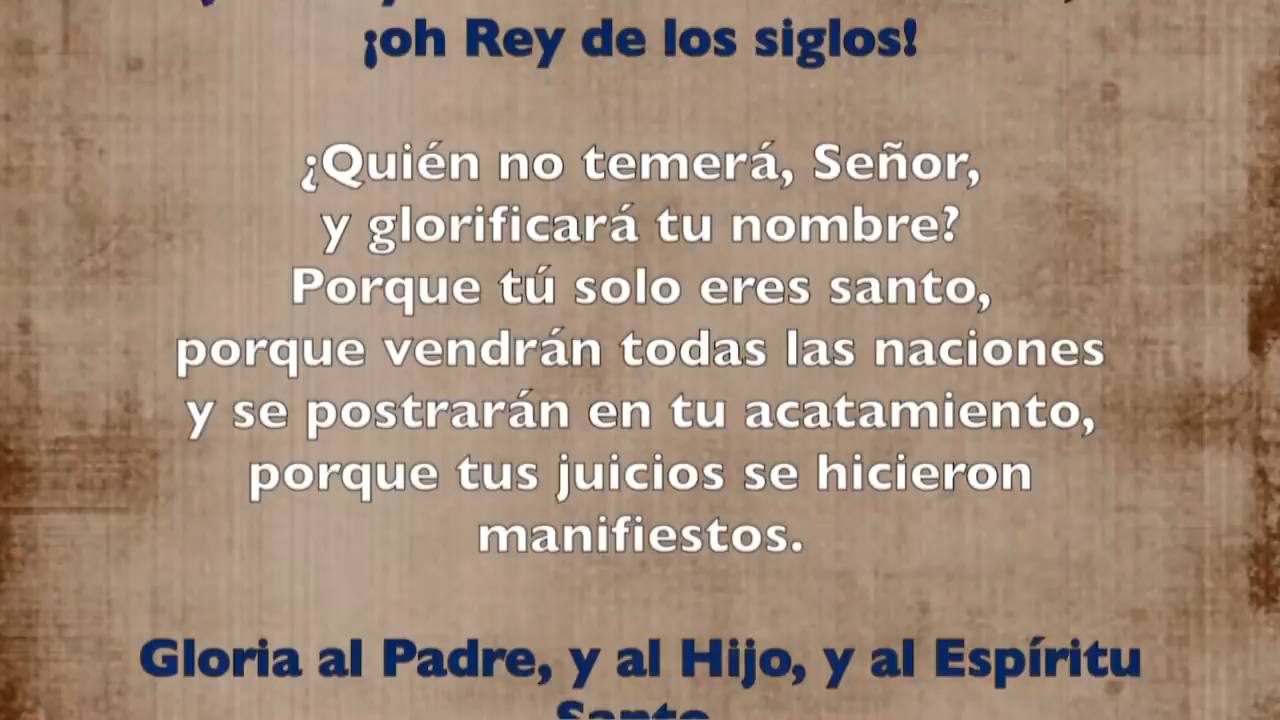 ¡oh Rey de los siglos!
¿Quién no temerá, Señor,
y glorificará tu nombre?
Porque tú solo eres santo,
porque vendrán todas las naciones
y se postrarán en tu acatamiento,
porque tus juicios se hicieron
manifiestos.
Gloria al Padre, y al Hijo, y al Espíritu
Santo.